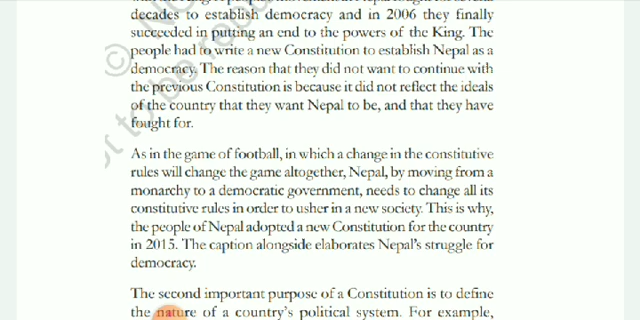 decades to establish democracy and in 2006 they finally
succeeded in putting an end to the powers of the King. The
people had to write a new Constitution to establish Nepal as a
democracy. The reason that they did not want to continue with
the previous Constitution is because it did not reflect the ideals
of the country that they want Nepal to be, and that they have
fought for.
As in the game of football, in which a change in the constitutive
rules will change the game altogether, Nepal, by moving from a
monarchy to a democratic government, needs to change all its
constitutive rules in order to usher in a new society. This is why,
the people of Nepal adopted a new Constitution for the country
in 2015. The caption alongside elaborates Nepal's struggle for
democracy.
The second important purpose of a Constitution is to define
the nature of a country's political system. For example,